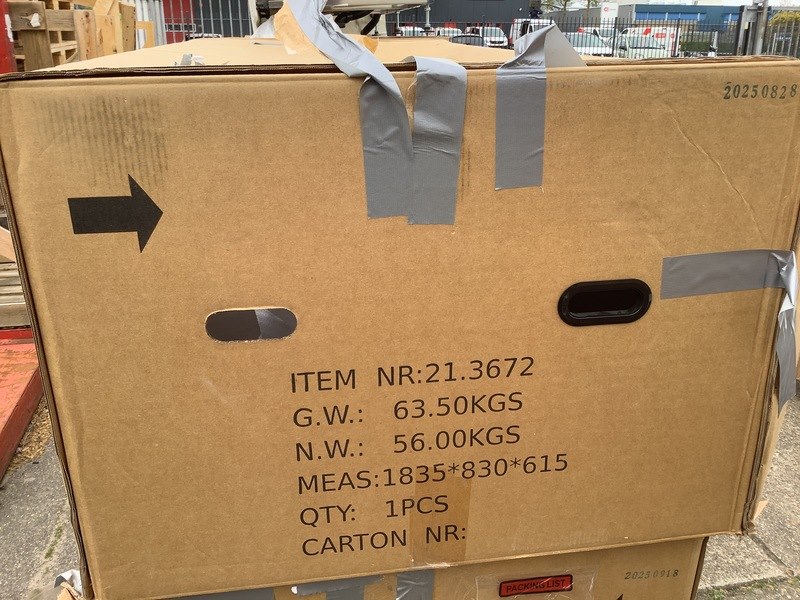 20250828
ITEM NR:21.3672
G.W.: 63.50KGS
N.W.: 56.00KGS
MEAS:1835*830*615
QTY: 1PCS
CARTON NR:
PACKING LIST
20230918